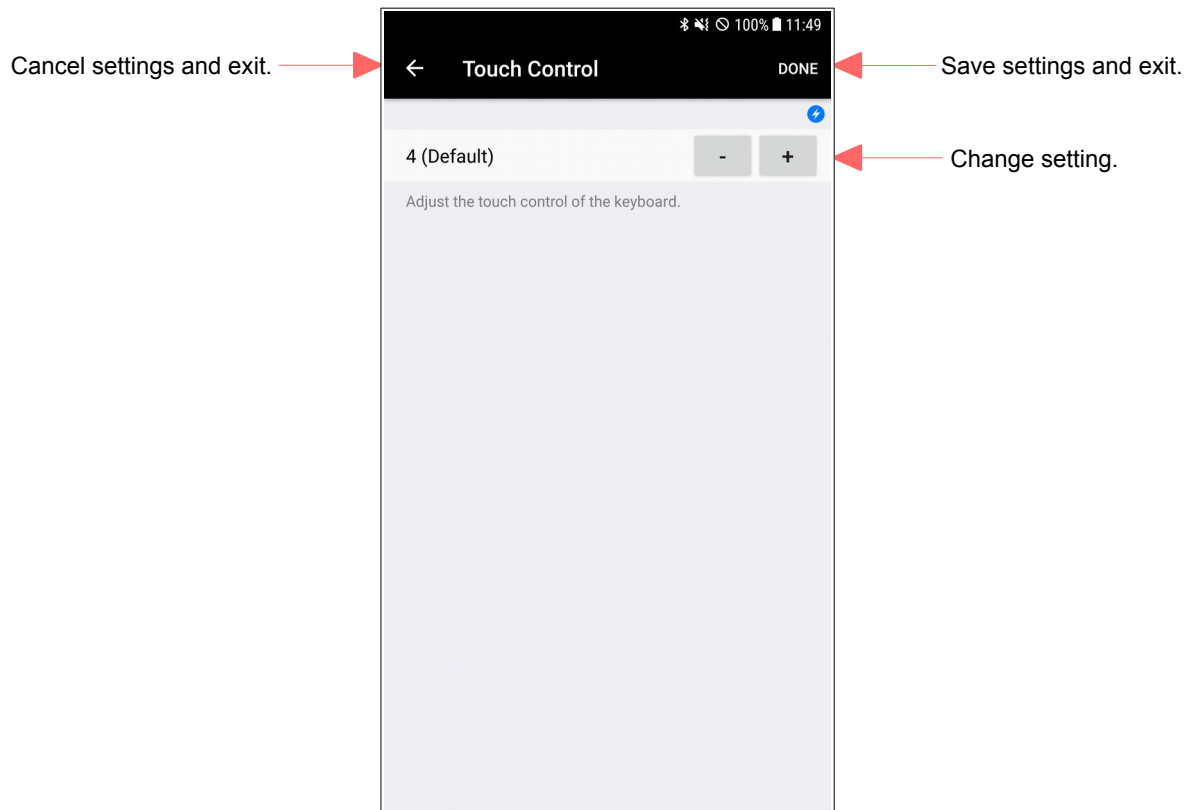 100% 11:49
Cancel settings and exit.
Touch Control
DONE
Save settings and exit.
4 (Default)
-
+
Change setting.
Adjust the touch control of the keyboard.